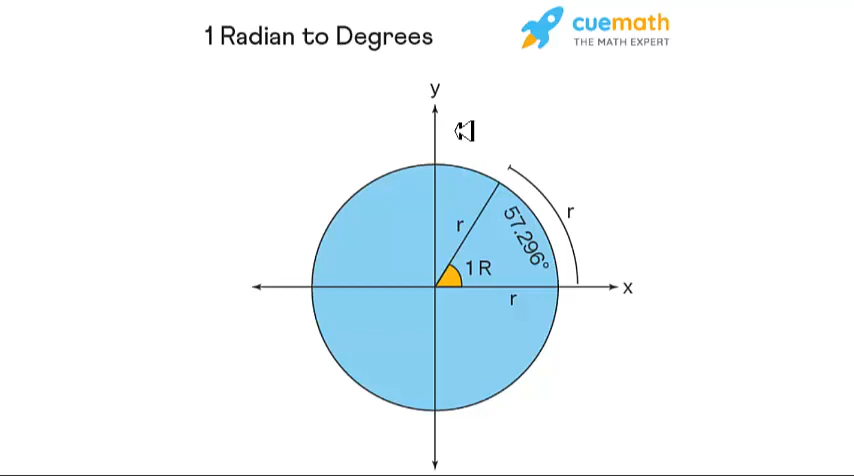 1 Radian to Degrees
cuemath
THE MATH EXPERT
y
r
r
57.296°
1 R
r
x